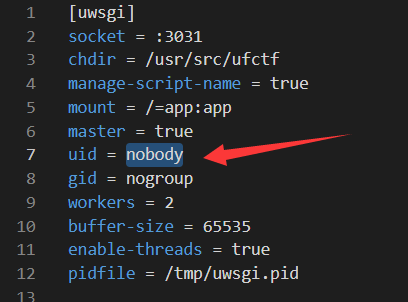 1 [uwsgi]
2 socket = :3031
3 chdir = /usr/src/ufctf
4 manage-script-name = true
5 mount = /=app:app
6 master = true
7 uid = nobody
8 gid = nogroup
9 workers = 2
10 buffer-size = 65535
11 enable-threads = true
12 pidfile = /tmp/uwsgi.pid
13